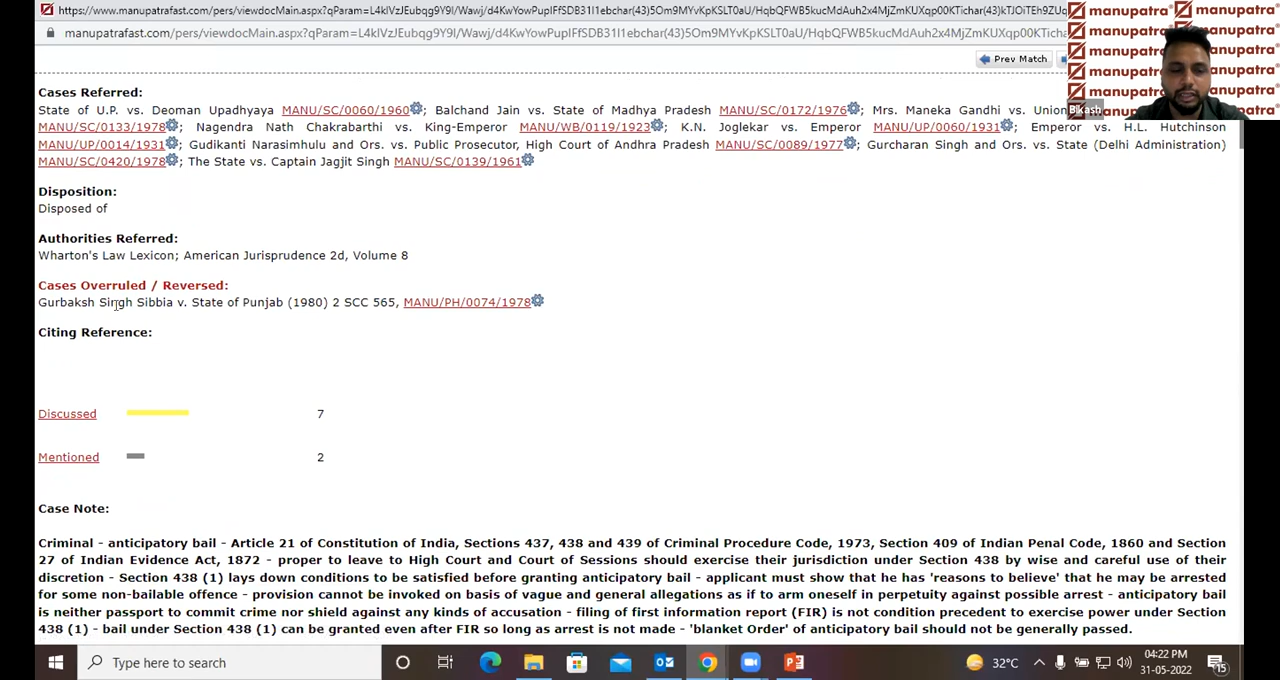 https://www.manupatrafast.com/pers/viewdocMain.aspx?qParam=L4kIVzJEubqg9Y9I/Wawj/d4KwYowPupIFfSDB31I1ebchar(43)5Om9MYvKpKSLT0aU/HqbQFWB5kucMdAuh2x4MjZmKUXqp00KTichar(43)kTJOiTEh9ZUq
manupatrafast.com/pers/viewdocMain.aspx?qParam=L4kIVzJEubqg9Y9I/Wawj/d4KwYowPupIFfSDB31I1ebchar(43)5Om9MYvKpKSLT0aU/HqbQFWB5kucMdAuh2x4MjZmKUXqp00KTicha
manupatra manupatra
manupatra
manupatra
manupatra
manupatra
Bikash
Prev Match
Cases Referred:
State of U.P. vs. Deoman Upadhyaya MANU/SC/0060/1960; Balchand Jain vs. State of Madhya Pradesh MANU/SC/0172/1976; Mrs. Maneka Gandhi vs. Union
MANU/SC/0133/1978; Nagendra Nath Chakrabarthi vs. King-Emperor MANU/WB/0119/1923; K.N. Joglekar vs. Emperor MANU/UP/0060/1931; Emperor vs. H.L. Hutchinson
MANU/UP/0014/1931; Gudikanti Narasimhulu and Ors. vs. Public Prosecutor, High Court of Andhra Pradesh MANU/SC/0089/1977; Gurcharan Singh and Ors. vs. State (Delhi Administration)
MANU/SC/0420/1978; The State vs. Captain Jagjit Singh MANU/SC/0139/1961
Disposition:
Disposed of
Authorities Referred:
Wharton's Law Lexicon; American Jurisprudence 2d, Volume 8
Cases Overruled / Reversed:
Gurbaksh Singh Sibbia v. State of Punjab (1980) 2 SCC 565, MANU/PH/0074/1978
Citing Reference:
Discussed 7
Mentioned 2
Case Note:
Criminal - anticipatory bail - Article 21 of Constitution of India, Sections 437, 438 and 439 of Criminal Procedure Code, 1973, Section 409 of Indian Penal Code, 1860 and Section
27 of Indian Evidence Act, 1872 - proper to leave to High Court and Court of Sessions should exercise their jurisdiction under Section 438 by wise and careful use of their
discretion - Section 438 (1) lays down conditions to be satisfied before granting anticipatory bail - applicant must show that he has 'reasons to believe' that he may be arrested
for some non-bailable offence - provision cannot be invoked on basis of vague and general allegations as if to arm oneself in perpetuity against possible arrest - anticipatory bail
is neither passport to commit crime nor shield against any kinds of accusation - filing of first information report (FIR) is not condition precedent to exercise power under Section
438 (1) - bail under Section 438 (1) can be granted even after FIR so long as arrest is not made - 'blanket Order' of anticipatory bail should not be generally passed.
Type here to search
32°C
04:22 PM
31-05-2022
15